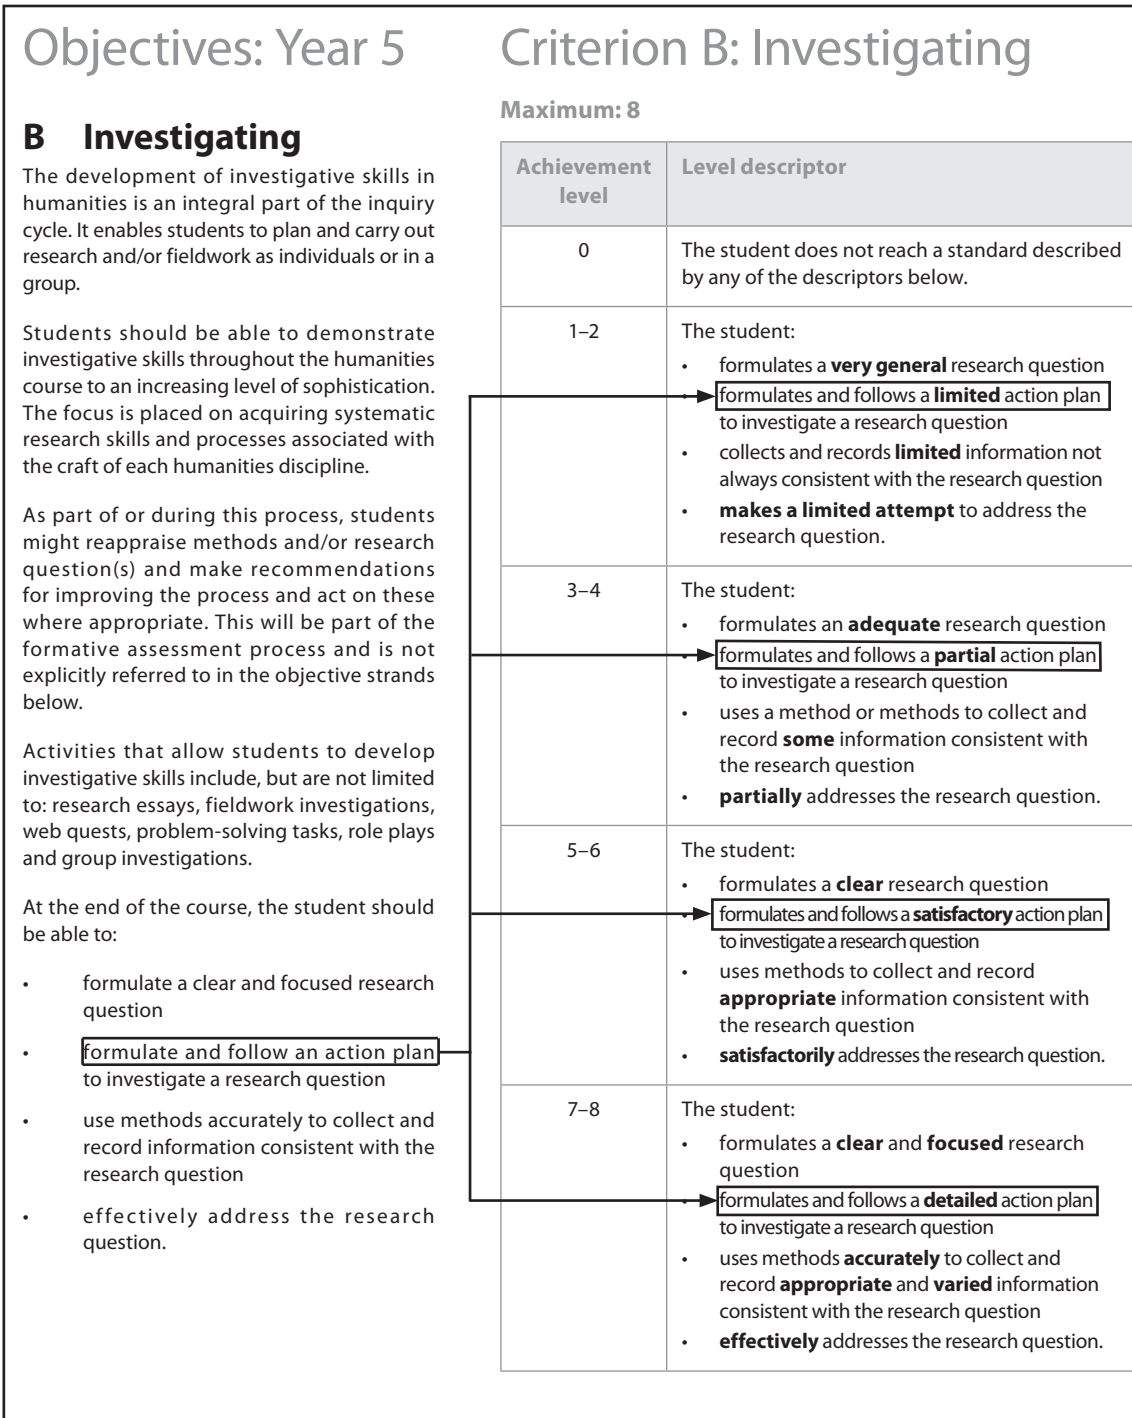 Objectives: Year 5
B Investigating
The development of investigative skills in
humanities is an integral part of the inquiry
cycle. It enables students to plan and carry out
research and/or fieldwork as individuals or in a
group.
Students should be able to demonstrate
investigative skills throughout the humanities
course to an increasing level of sophistication.
The focus is placed on acquiring systematic
research skills and processes associated with
the craft of each humanities discipline.
As part of or during this process, students
might reappraise methods and/or research
question(s) and make recommendations
for improving the process and act on these
where appropriate. This will be part of the
formative assessment process and is not
explicitly referred to in the objective strands
below.
Activities that allow students to develop
investigative skills include, but are not limited
to: research essays, fieldwork investigations,
web quests, problem-solving tasks, role plays
and group investigations.
At the end of the course, the student should
be able to:
• formulate a clear and focused research
question
• formulate and follow an action plan
to investigate a research question
• use methods accurately to collect and
record information consistent with the
research question
• effectively address the research
question.
Criterion B: Investigating
Maximum: 8
Achievement
level
Level descriptor
0
The student does not reach a standard described
by any of the descriptors below.
1–2
The student:
• formulates a very general research question
• formulates and follows a limited action plan
to investigate a research question
• collects and records limited information not
always consistent with the research question
• makes a limited attempt to address the
research question.
3–4
The student:
• formulates an adequate research question
• formulates and follows a partial action plan
to investigate a research question
• uses a method or methods to collect and
record some information consistent with
the research question
• partially addresses the research question.
5–6
The student:
• formulates a clear research question
• formulates and follows a satisfactory action plan
to investigate a research question
• uses methods to collect and record
appropriate information consistent with
the research question
• satisfactorily addresses the research question.
7–8
The student:
• formulates a clear and focused research
question
• formulates and follows a detailed action plan
to investigate a research question
• uses methods accurately to collect and
record appropriate and varied information
consistent with the research question
• effectively addresses the research question.